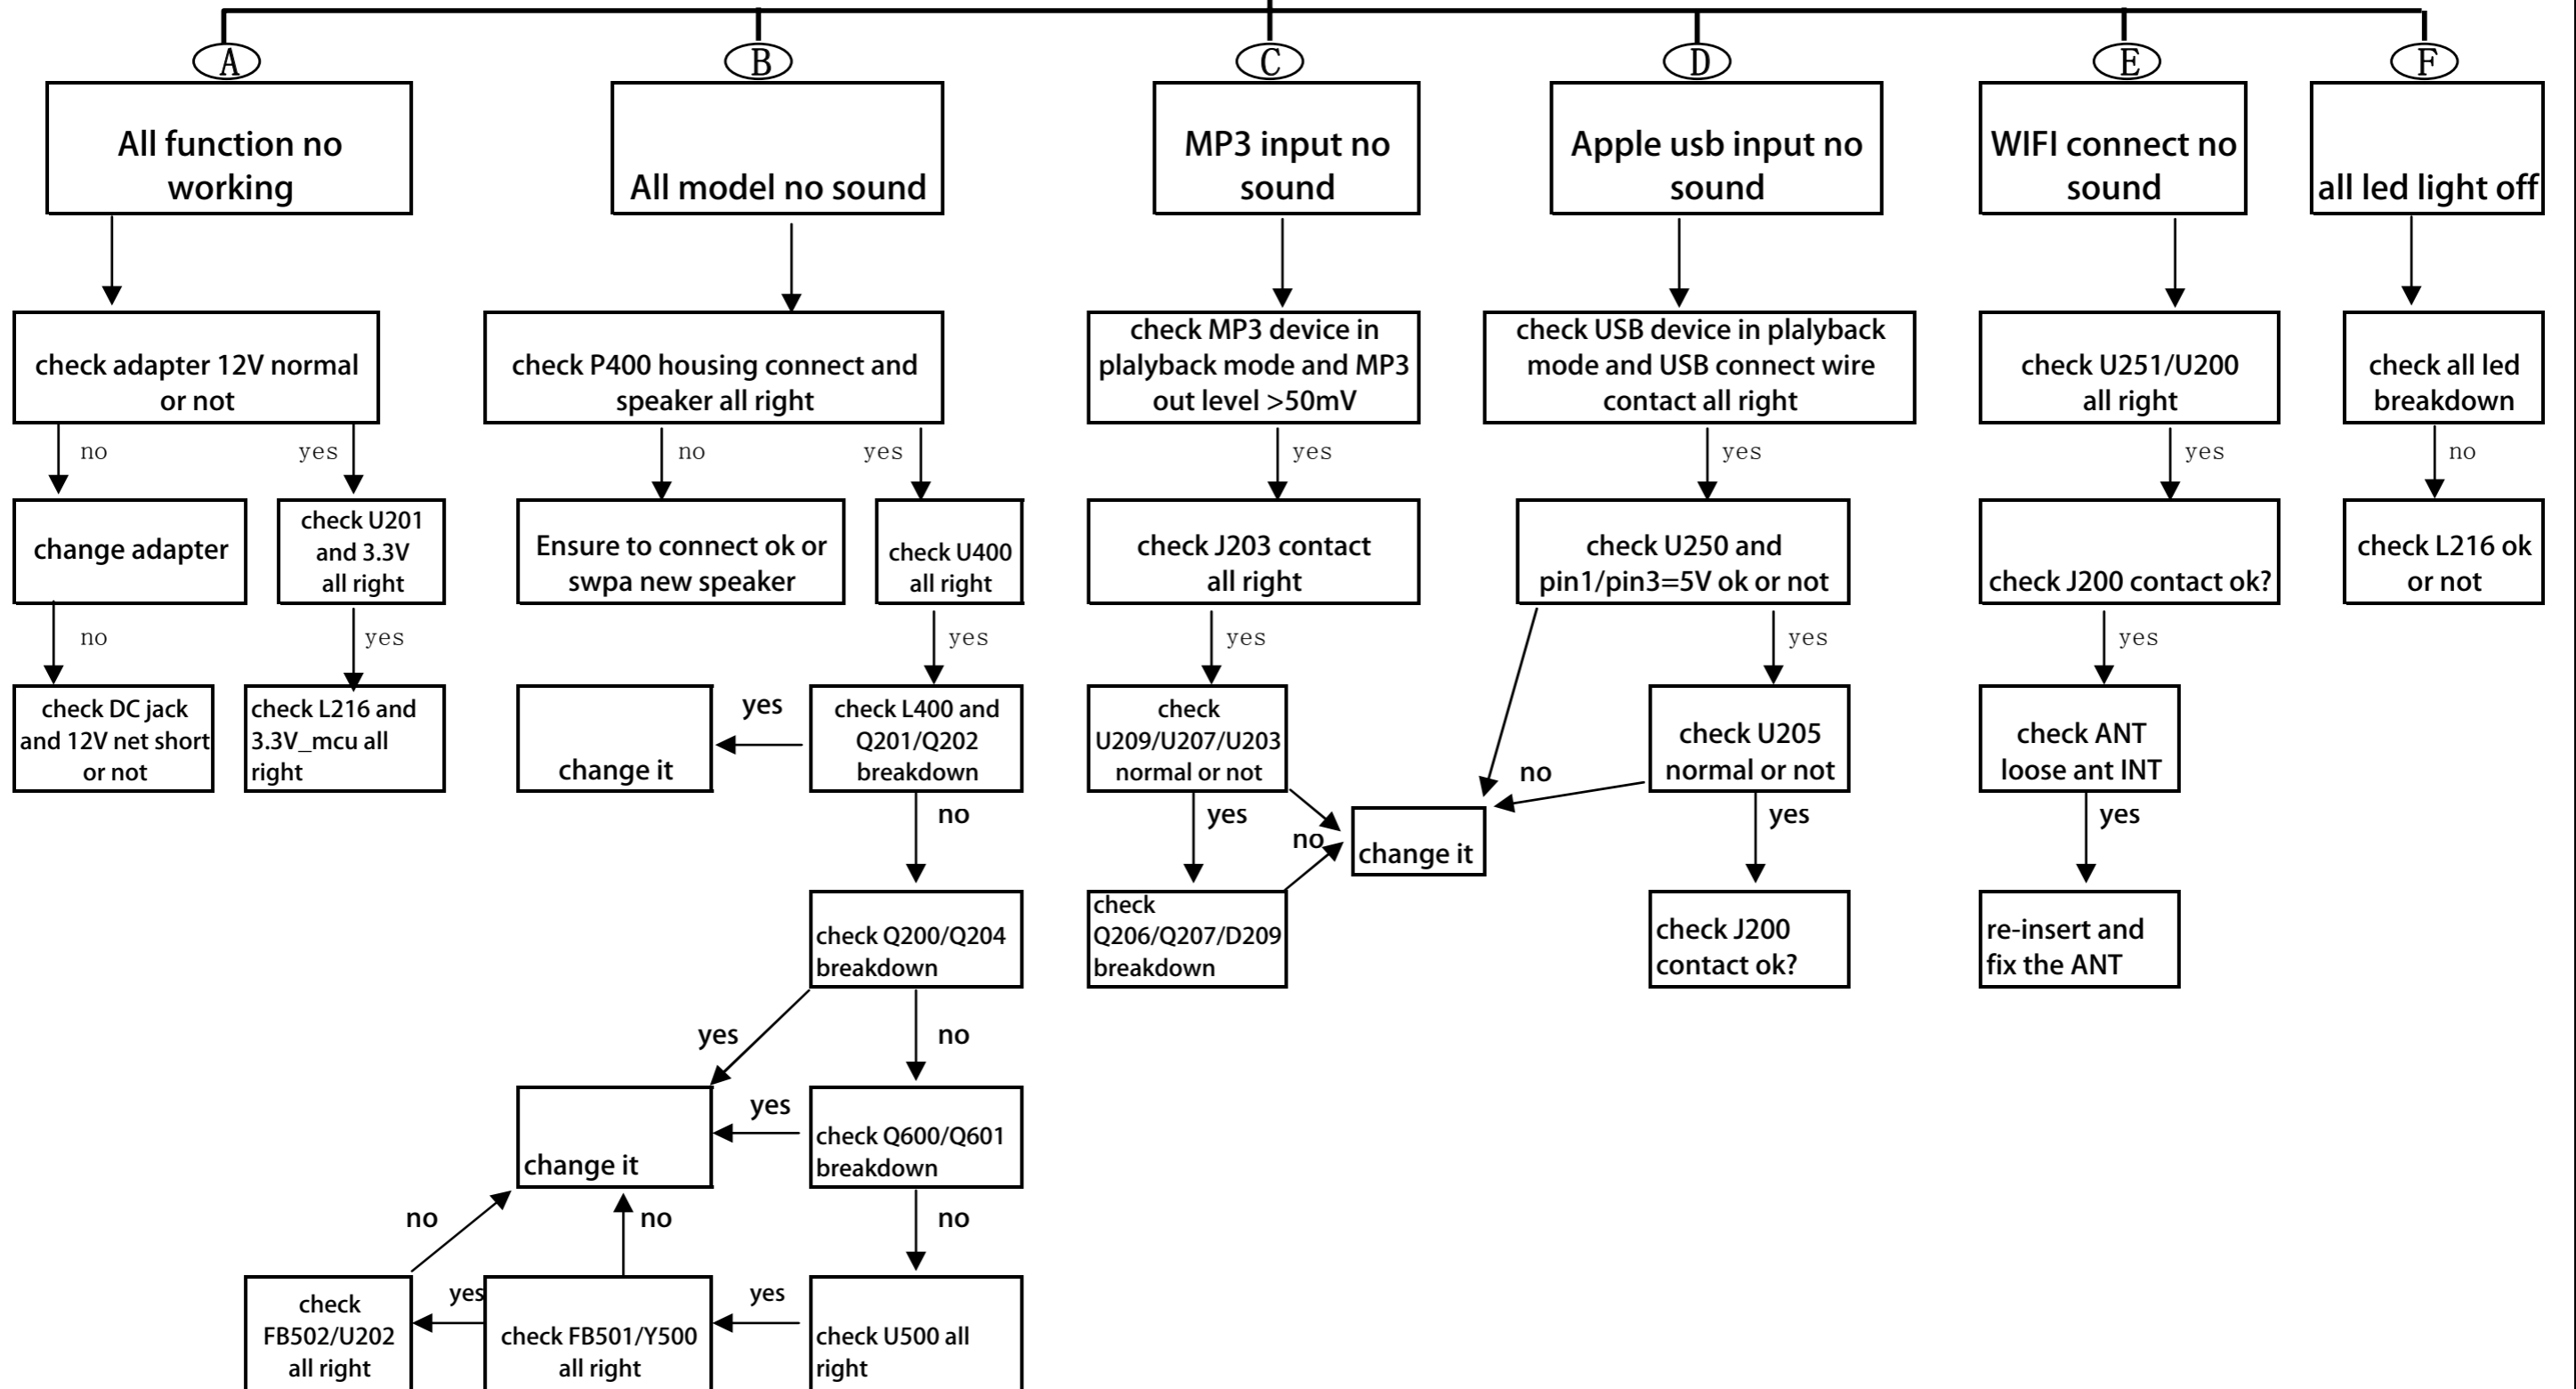 A
B
C
D
E
F
All function no
working
All model no sound
MP3 input no
sound
Apple usb input no
sound
WIFI connect no
sound
all led light off
check adapter 12V normal
or not
check P400 housing connect and
speaker all right
check MP3 device in
plalyback mode and MP3
out level >50mV
check USB device in plalyback
mode and USB connect wire
contact all right
check U251/U200
all right
check all led
breakdown
no
yes
no
yes
yes
yes
yes
no
change adapter
check U201
and 3.3V
all right
Ensure to connect ok or
swpa new speaker
check U400
all right
check J203 contact
all right
check U250 and
pin1/pin3=5V ok or not
check J200 contact ok?
check L216 ok
or not
no
yes
yes
yes
yes
yes
check DC jack
and 12V net short
or not
check L216 and
3.3V_mcu all
right
change it
yes
check L400 and
Q201/Q202
breakdown
check
U209/U207/U203
normal or not
no
check U205
normal or not
check ANT
loose ant INT
no
yes
no
change it
yes
yes
check Q200/Q204
breakdown
check
Q206/Q207/D209
breakdown
check J200
contact ok?
re-insert and
fix the ANT
yes
no
change it
yes
check Q600/Q601
breakdown
no
no
no
check
FB502/U202
all right
yes
check FB501/Y500
all right
yes
check U500 all
right